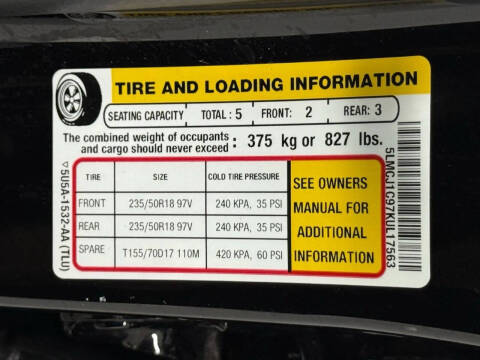 TIRE AND LOADING INFORMATION
SEATING CAPACITY TOTAL : 5 FRONT: 2 REAR: 3
The combined weight of occupants
and cargo should never exceed : 375 kg or 827 lbs.
TIRE SIZE COLD TIRE PRESSURE
FRONT 235/50R18 97V 240 KPA, 35 PSI
REAR 235/50R18 97V 240 KPA, 35 PSI
SPARE T155/70D17 110M 420 KPA, 60 PSI
SEE OWNERS
MANUAL FOR
ADDITIONAL
INFORMATION
▽5U5A-1532-AA (TLU)
5LMCJ1C97KUL17563